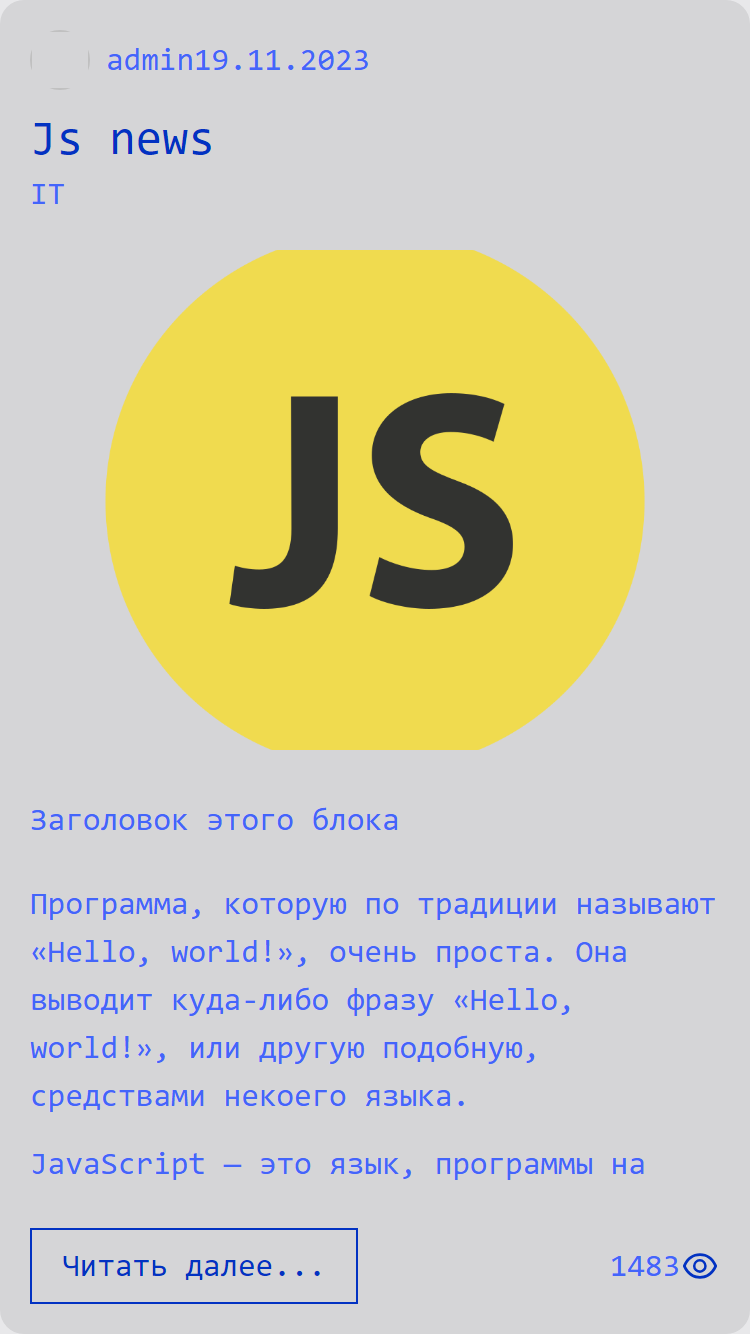 admin19.11.2023
Js news
IT
JS
Заголовок этого блока
Программа, которую по традиции называют
«Hello, world!», очень проста. Она
выводит куда-либо фразу «Hello,
world!», или другую подобную,
средствами некоего языка.
JavaScript – это язык, программы на
Читать далее...
1483